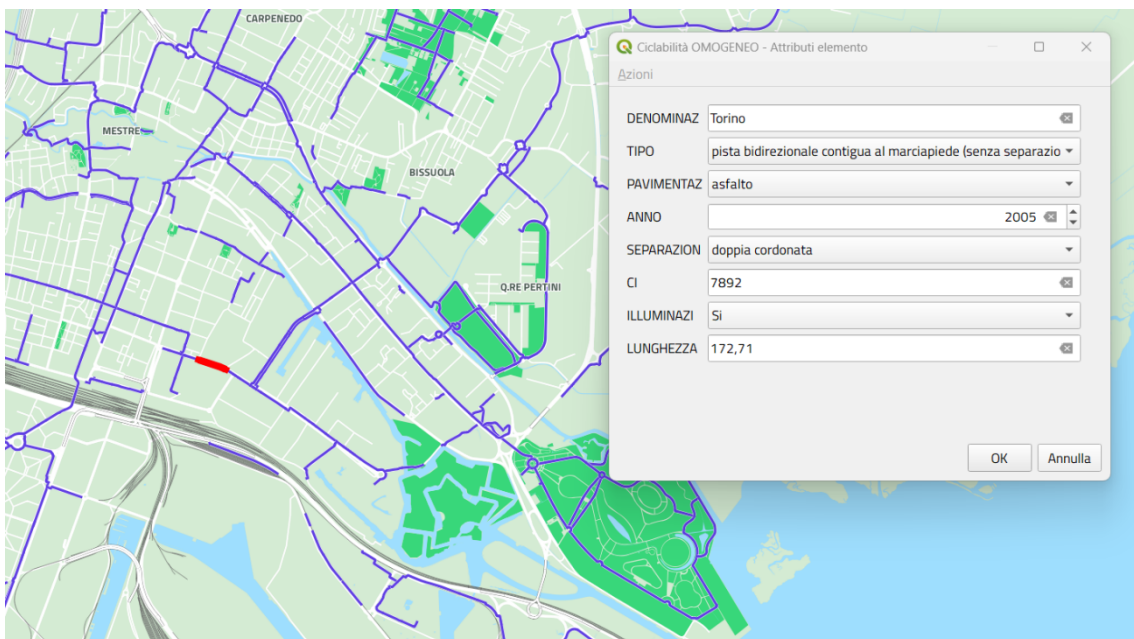 CARPENEDO
MESTRE
BISSUOLA
Q.RE PERTINI
Ciclabilità OMOGENEO - Attributi elemento
Azioni
DENOMINAZ Torino
TIPO pista bidirezionale contigua al marciapiede (senza separazio
PAVIMENTAZ asfalto
ANNO 2005
SEPARAZION doppia cordonata
CI 7892
ILLUMINAZI Si
LUNGHEZZA 172,71
OK Annulla